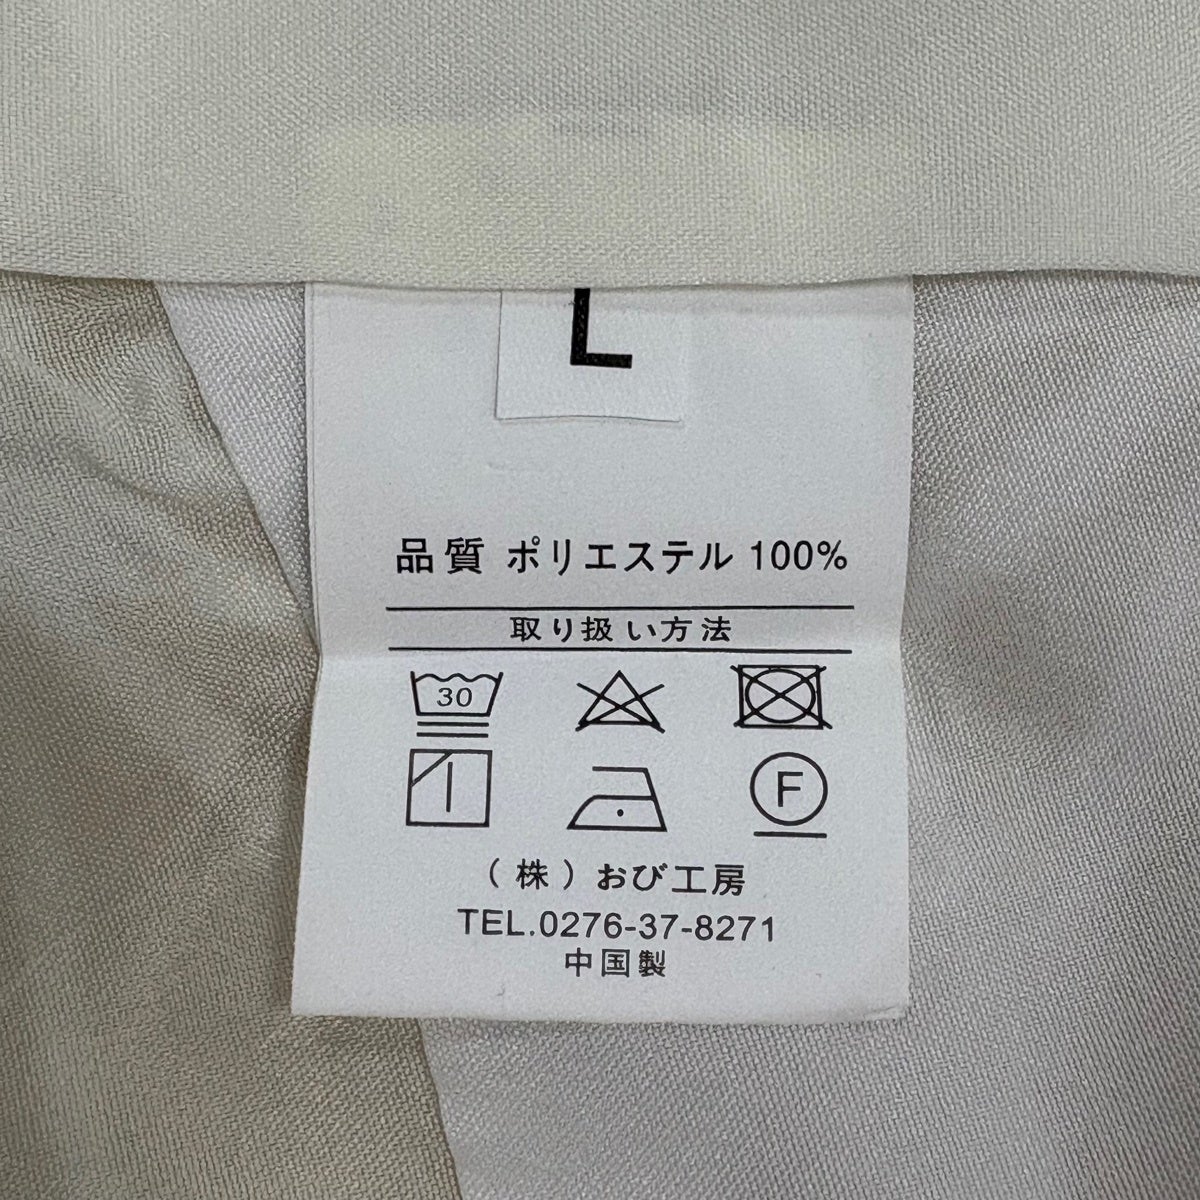 L
品質 ポリエステル 100%
取り扱い方法
30
F
(株)おび工房
TEL.0276-37-8271
中国製